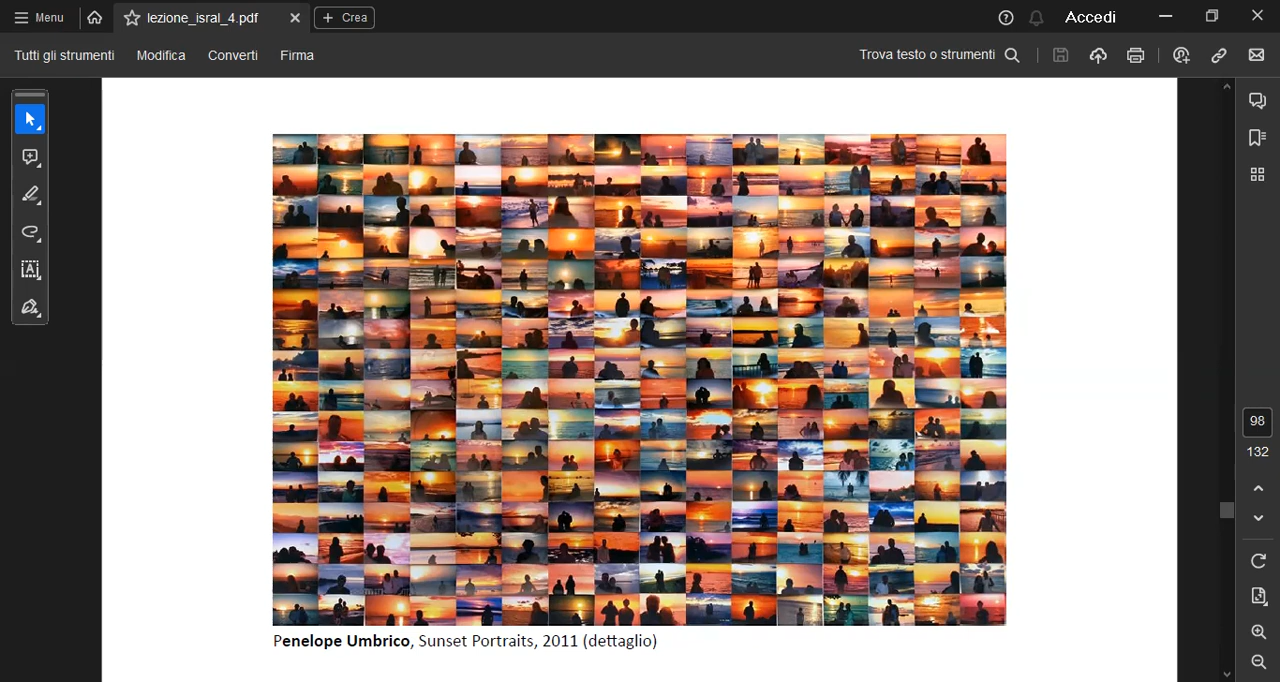 Menu
lezione_isral_4.pdf
Crea
Accedi
Tutti gli strumenti
Modifica
Converti
Firma
Trova testo o strumenti
98
132
Penelope Umbrico, Sunset Portraits, 2011 (dettaglio)